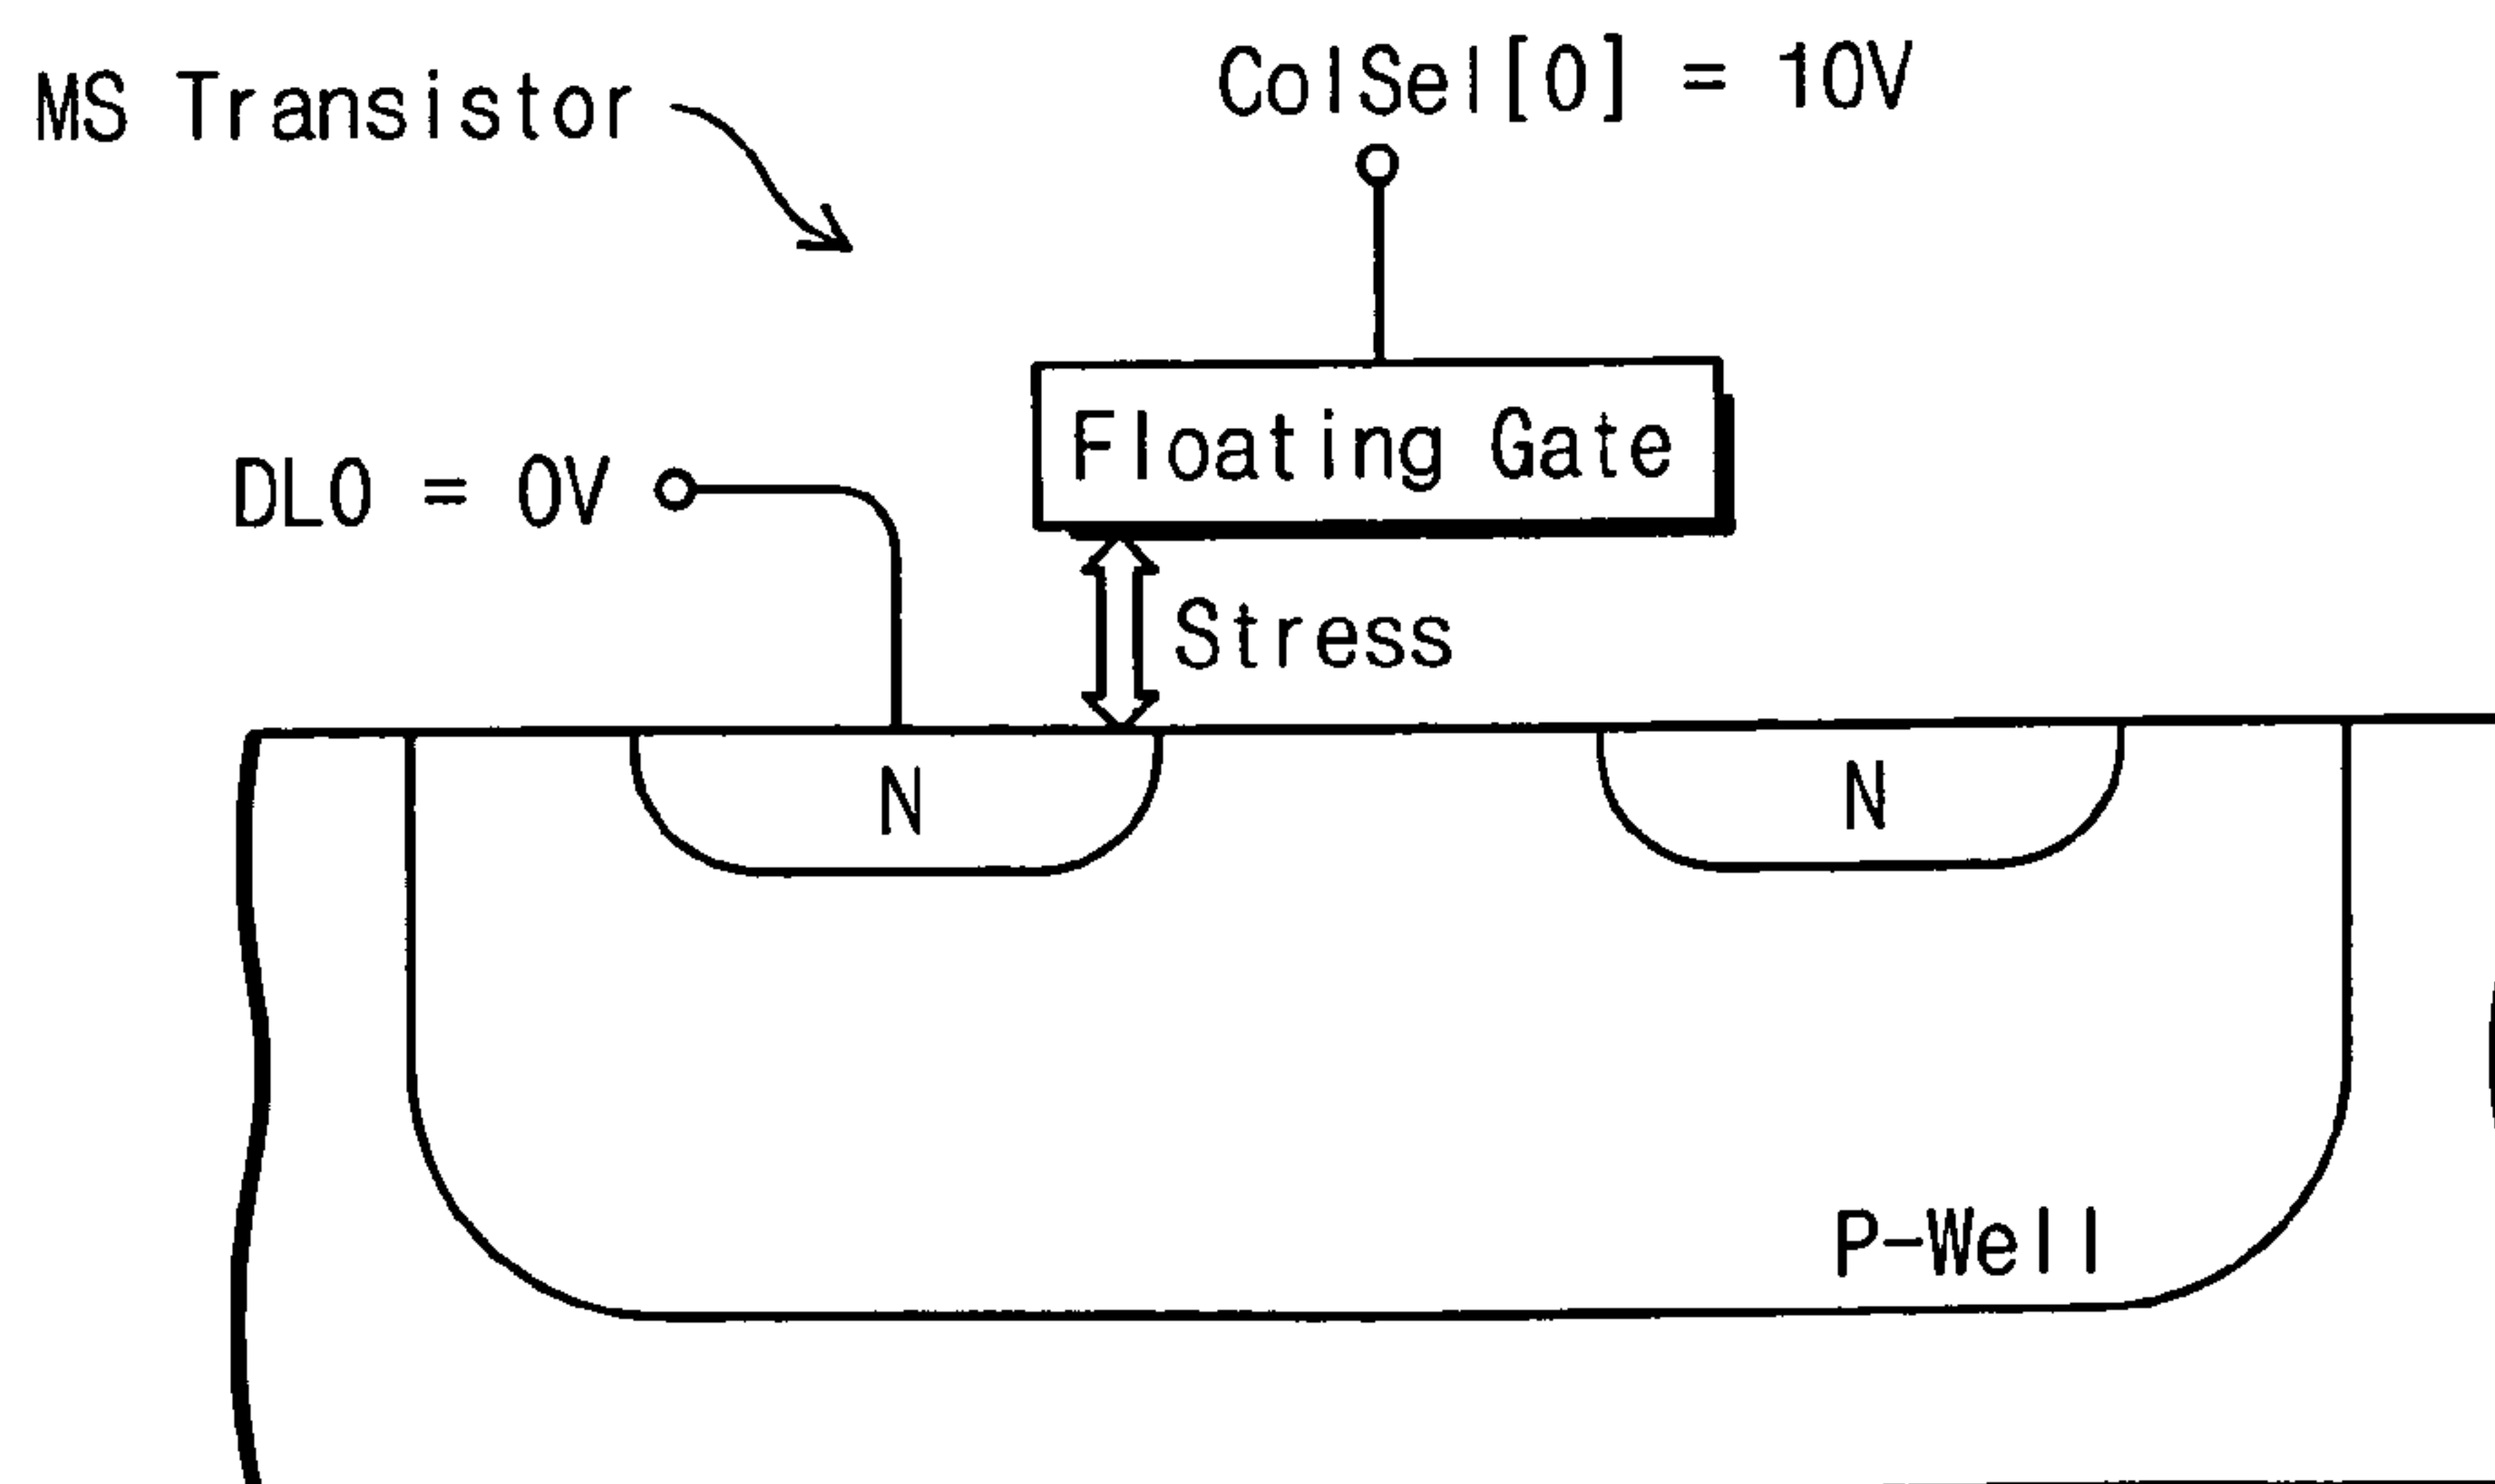 MS Transistor
ColSel[0] = 10V
Floating Gate
DL0 = 0V
Stress
N
N
P-Well